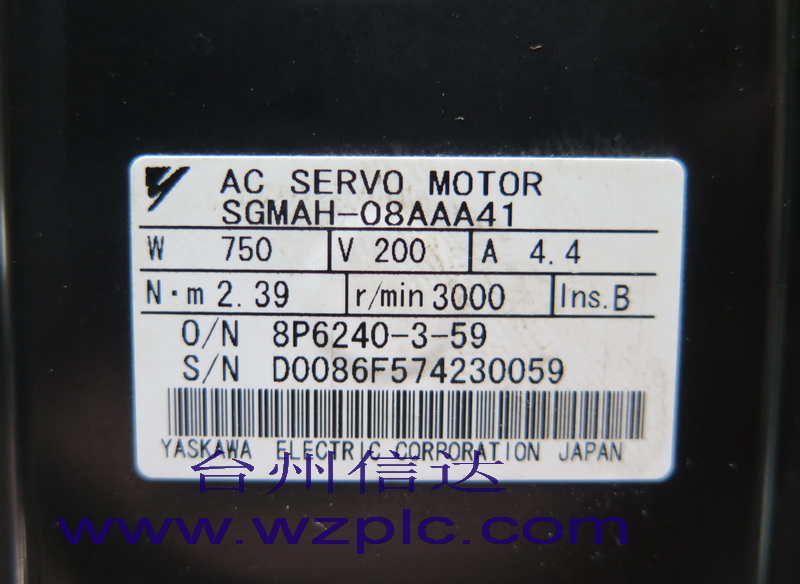 AC SERVO MOTOR
SGMAH-08AAA41
W 750 V 200 A 4.4
N·m 2.39 r/min 3000 Ins.B
O/N 8P6240-3-59
S/N D0086F574230059
YASKAWA ELECTRIC CORPORATION JAPAN
台州信达
www.wzplc.com